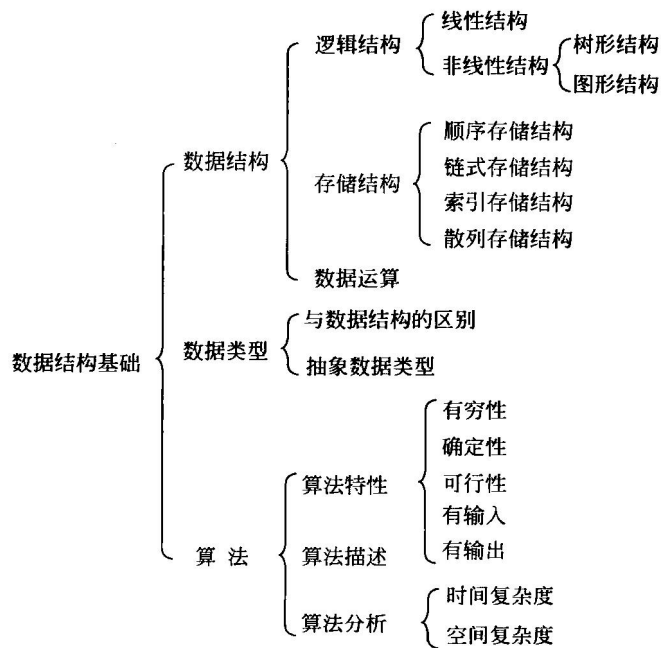 数据结构基础
数据结构
逻辑结构
线性结构
非线性结构
树形结构
图形结构
存储结构
顺序存储结构
链式存储结构
索引存储结构
散列存储结构
数据运算
数据类型
与数据结构的区别
抽象数据类型
算 法
算法特性
有穷性
确定性
可行性
有输入
有输出
算法描述
算法分析
时间复杂度
空间复杂度